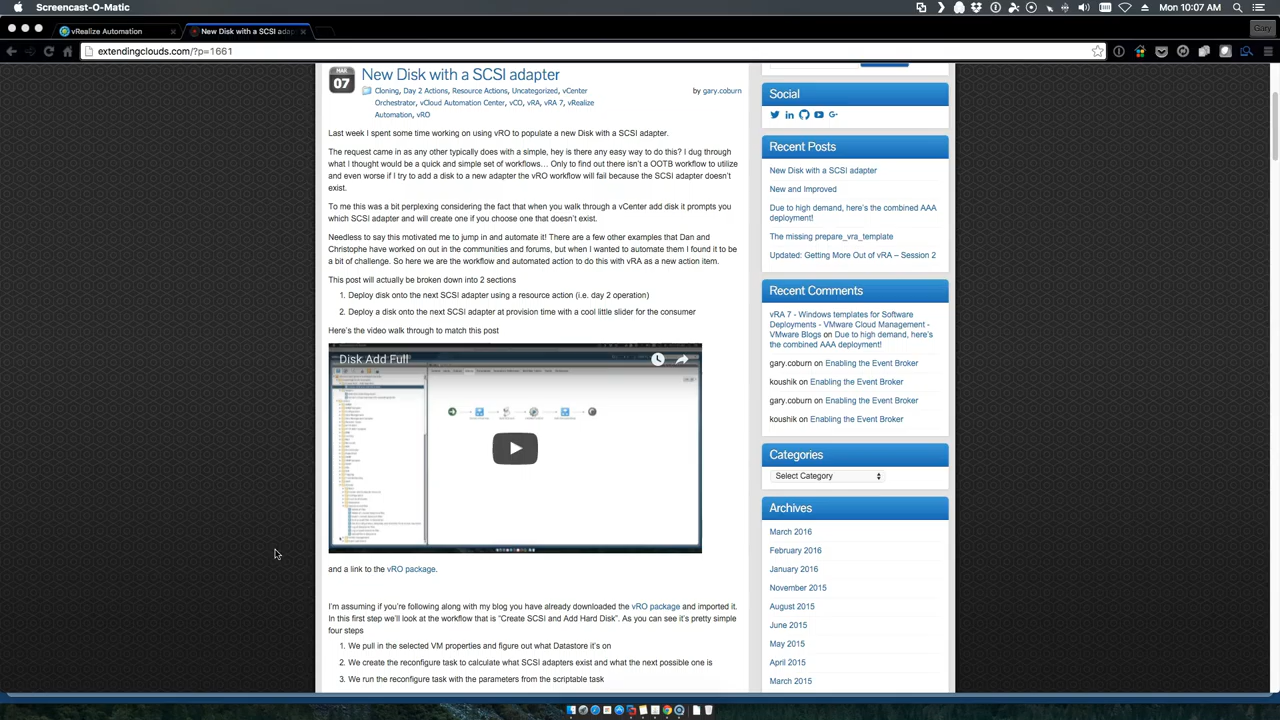 Screencast-O-Matic
vRealize Automation
New Disk with a SCSI adap
Gary
extendingclouds.com/?p=1661
MAR
07
New Disk with a SCSI adapter
Cloning, Day 2 Actions, Resource Actions, Uncategorized, vCenter
Orchestrator, vCloud Automation Center, vCO, vRA, vRA 7, vRealize
Automation, vRO
by gary.coburn
Last week I spent some time working on using vRO to populate a new Disk with a SCSI adapter.
The request came in as any other typically does with a simple, hey is there any easy way to do this? I dug through
what I thought would be a quick and simple set of workflows… Only to find out there isn't a OOTB workflow to utilize
and even worse if I try to add a disk to a new adapter the vRO workflow will fail because the SCSI adapter doesn't
exist.
To me this was a bit perplexing considering the fact that when you walk through a vCenter add disk it prompts you
which SCSI adapter and will create one if you choose one that doesn't exist.
Needless to say this motivated me to jump in and automate it! There are a few other examples that Dan and
Christophe have worked on out in the communities and forums, but when I wanted to automate them I found it to be
a bit of challenge. So here we are the workflow and automated action to do this with vRA as a new action item.
This post will actually be broken down into 2 sections
1. Deploy disk onto the next SCSI adapter using a resource action (i.e. day 2 operation)
2. Deploy a disk onto the next SCSI adapter at provision time with a cool little slider for the consumer
Here's the video walk through to match this post
Disk Add Full
and a link to the vRO package.
I'm assuming if you're following along with my blog you have already downloaded the vRO package and imported it.
In this first step we'll look at the workflow that is "Create SCSI and Add Hard Disk". As you can see it's pretty simple
four steps
1. We pull in the selected VM properties and figure out what Datastore it's on
2. We create the reconfigure task to calculate what SCSI adapters exist and what the next possible one is
3. We run the reconfigure task with the parameters from the scriptable task
Social
Recent Posts
New Disk with a SCSI adapter
New and Improved
Due to high demand, here's the combined AAA
deployment!
The missing prepare_vra_template
Updated: Getting More Out of vRA – Session 2
Recent Comments
vRA 7 - Windows templates for Software
Deployments - VMware Cloud Management -
VMware Blogs on Due to high demand, here's
the combined AAA deployment!
gary.coburn on Enabling the Event Broker
koushik on Enabling the Event Broker
gary.coburn on Enabling the Event Broker
koushik on Enabling the Event Broker
Categories
Select Category
Archives
March 2016
February 2016
January 2016
November 2015
August 2015
June 2015
May 2015
April 2015
March 2015